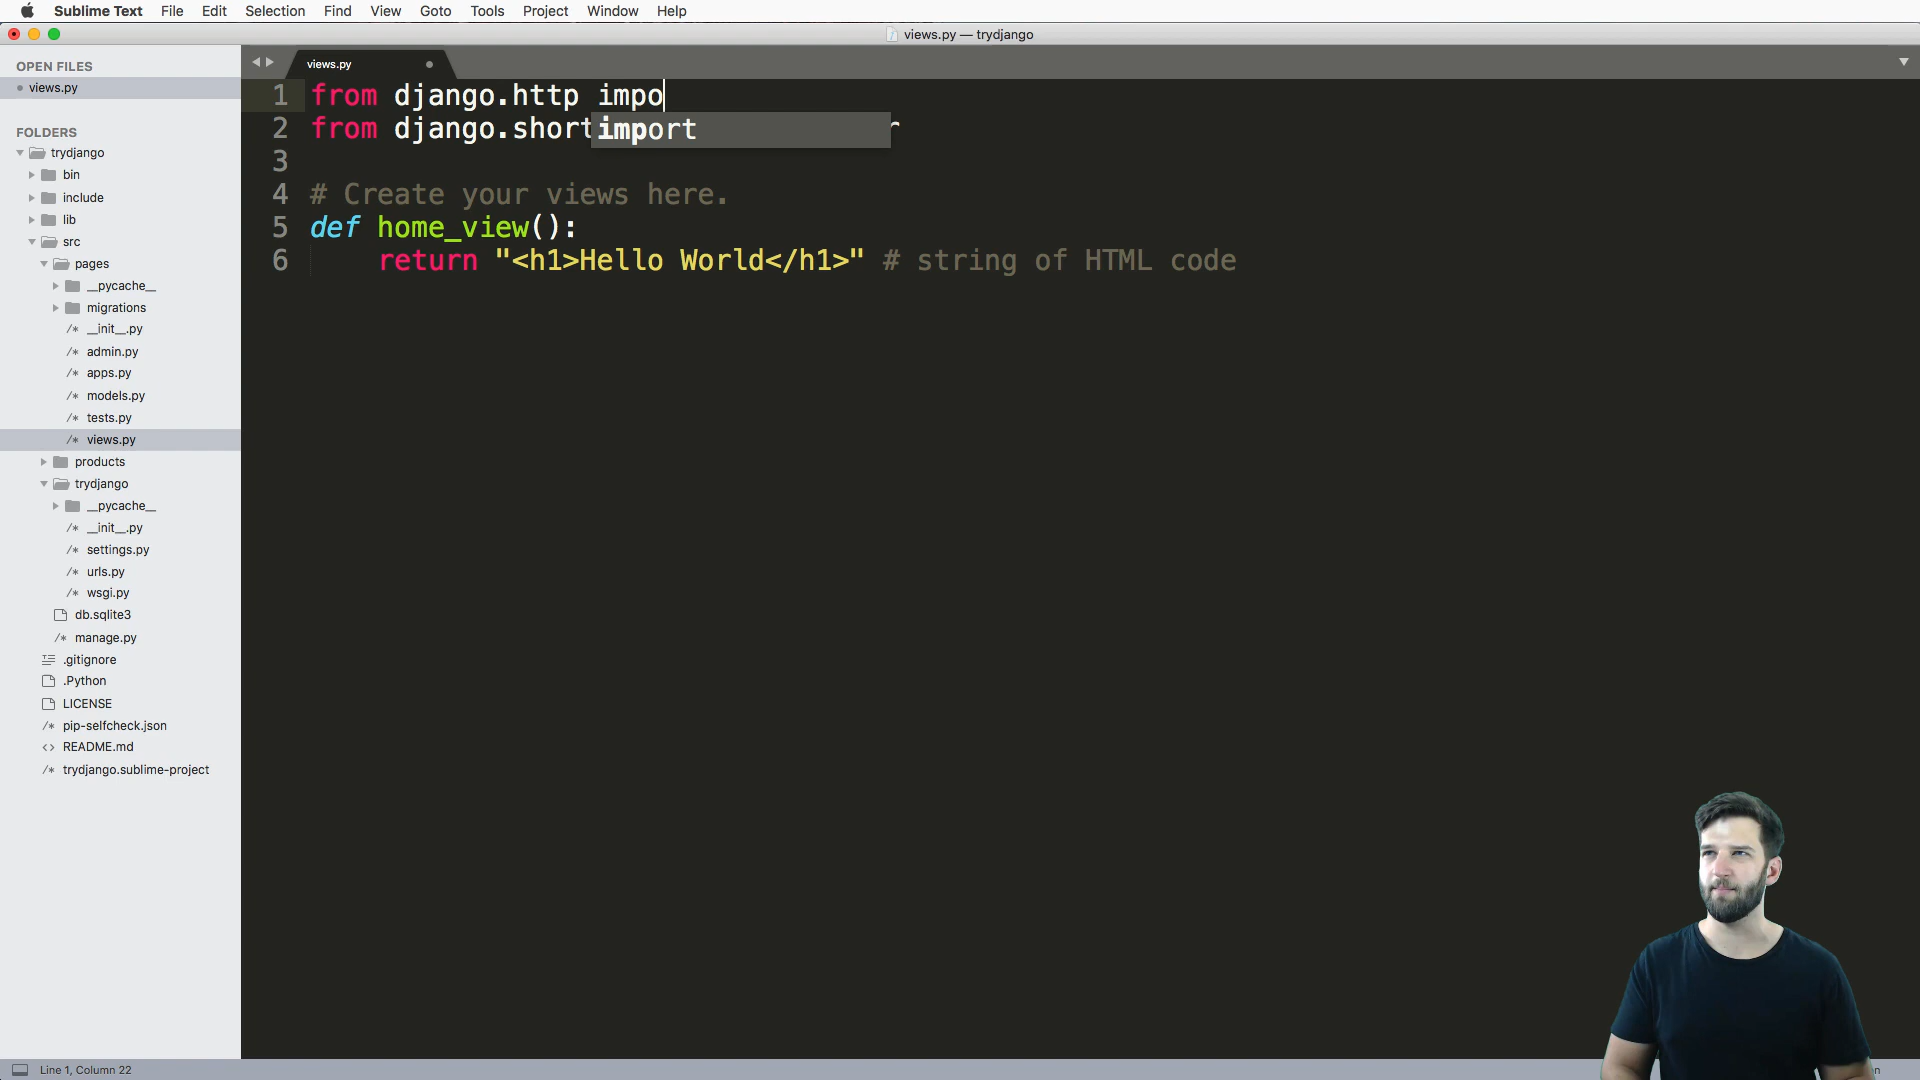 Sublime Text File Edit Selection Find View Goto Tools Project Window Help
views.py — trydjango
OPEN FILES
views.py
FOLDERS
trydjango
bin
include
lib
src
pages
__pycache__
migrations
/* __init__.py
/* admin.py
/* apps.py
/* models.py
/* tests.py
/* views.py
products
trydjango
__pycache__
/* __init__.py
/* settings.py
/* urls.py
/* wsgi.py
db.sqlite3
/* manage.py
.gitignore
.Python
LICENSE
/* pip-selfcheck.json
<> README.md
/* trydjango.sublime-project
views.py
1 from django.http impo
import
2 from django.short r
3
4 # Create your views here.
5 def home_view():
6 return "<h1>Hello World</h1>" # string of HTML code
Line 1, Column 22